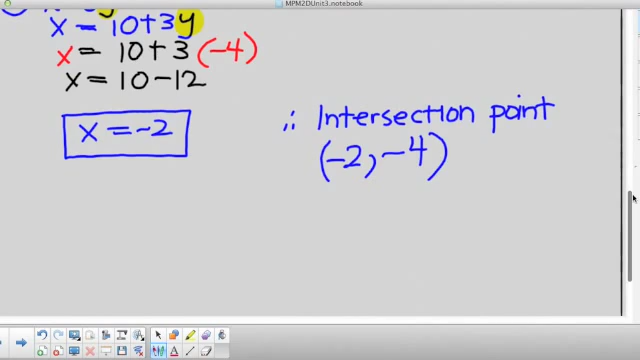 MPM2DUnit3.notebook
x = 10+3y
x = 10+3(-4)
x = 10-12
x = -2
∴ Intersection point
(-2, -4)